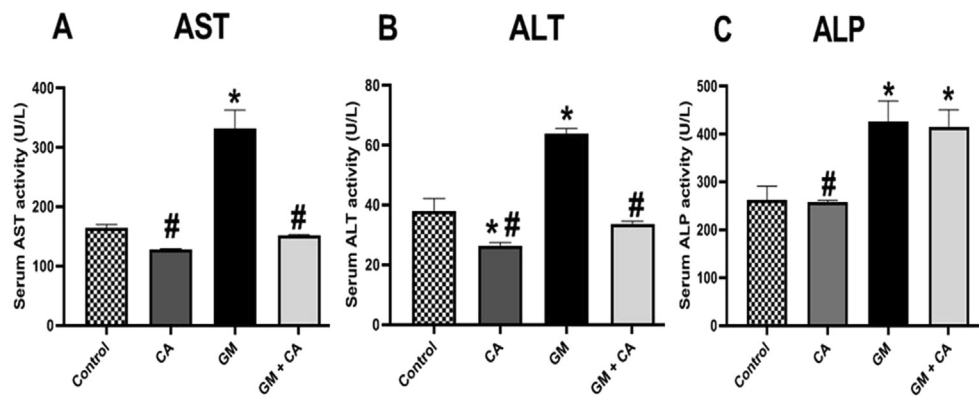 A AST
Serum AST activity (U/L)
400
300
200
100
0
#
*
#
Control
CA
GM
GM + CA
B ALT
Serum ALT activity (U/L)
80
60
40
20
0
*#
*
#
Control
CA
GM
GM + CA
C ALP
Serum ALP activity (U/L)
500
400
300
200
100
0
#
*
*
Control
CA
GM
GM + CA